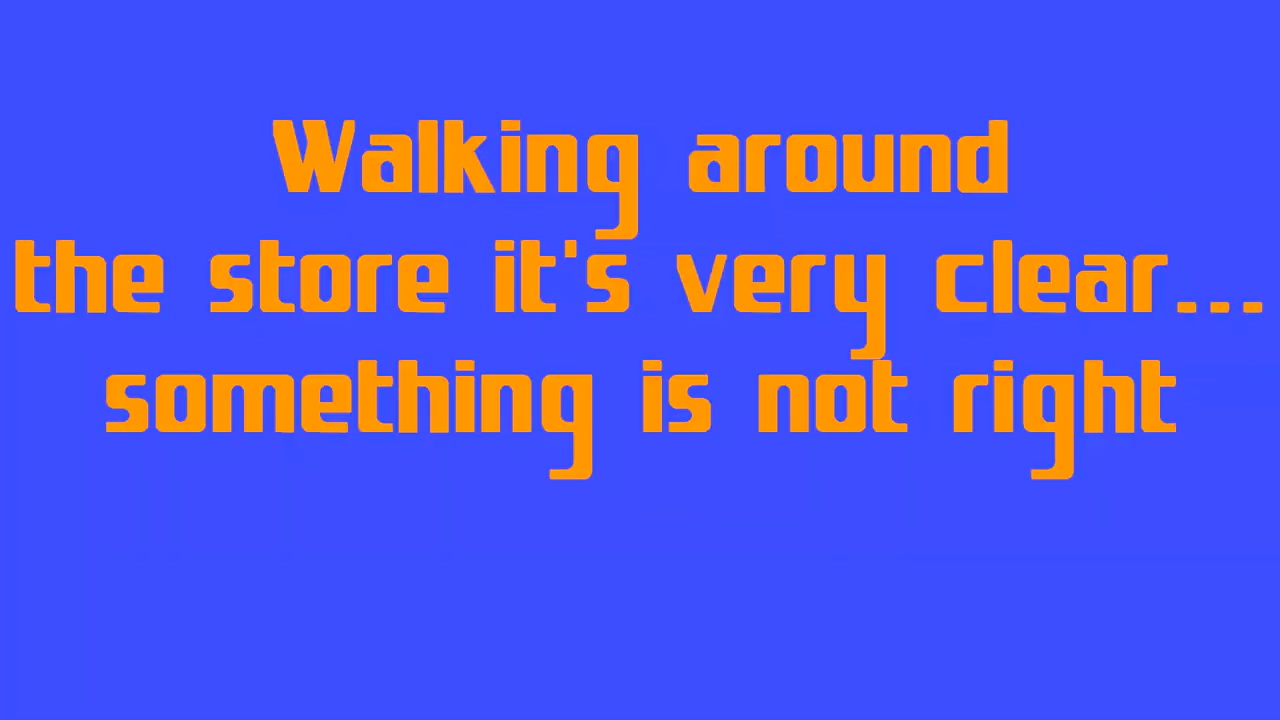 Walking around
the store it's very clear...
something is not right